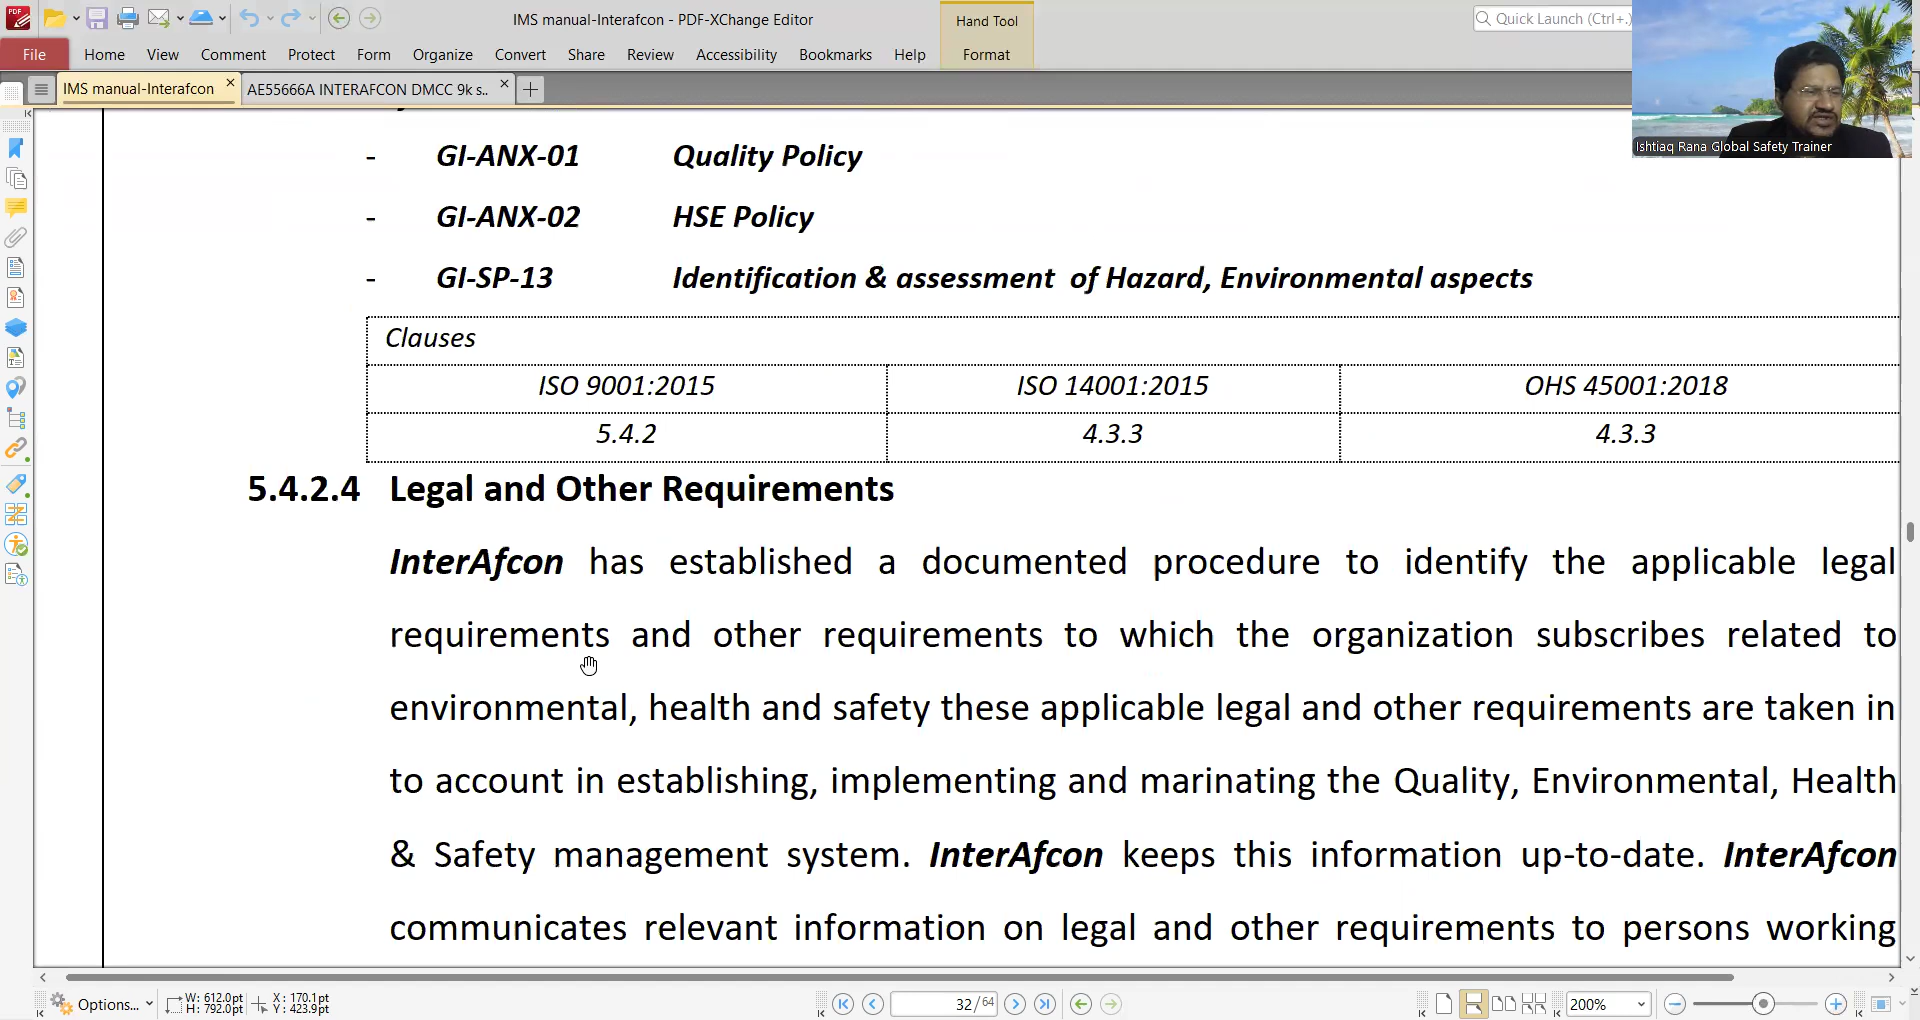 IMS manual-Interafcon - PDF-XChange Editor
Hand Tool
Quick Launch (Ctrl+.)
File
Home
View
Comment
Protect
Form
Organize
Convert
Share
Review
Accessibility
Bookmarks
Help
Format
IMS manual-Interafcon
AE55666A INTERAFCON DMCC 9k s..
Ishtiaq Rana Global Safety Trainer
- GI-ANX-01 Quality Policy
- GI-ANX-02 HSE Policy
- GI-SP-13 Identification & assessment of Hazard, Environmental aspects
Clauses
ISO 9001:2015 ISO 14001:2015 OHS 45001:2018
5.4.2 4.3.3 4.3.3
5.4.2.4 Legal and Other Requirements
InterAfcon has established a documented procedure to identify the applicable legal
requirements and other requirements to which the organization subscribes related to
environmental, health and safety these applicable legal and other requirements are taken in
to account in establishing, implementing and marinating the Quality, Environmental, Health
& Safety management system. InterAfcon keeps this information up-to-date. InterAfcon
communicates relevant information on legal and other requirements to persons working
Options...
W: 612.0pt
H: 792.0pt
X: 170.1pt
Y: 423.9pt
32 / 64
200%